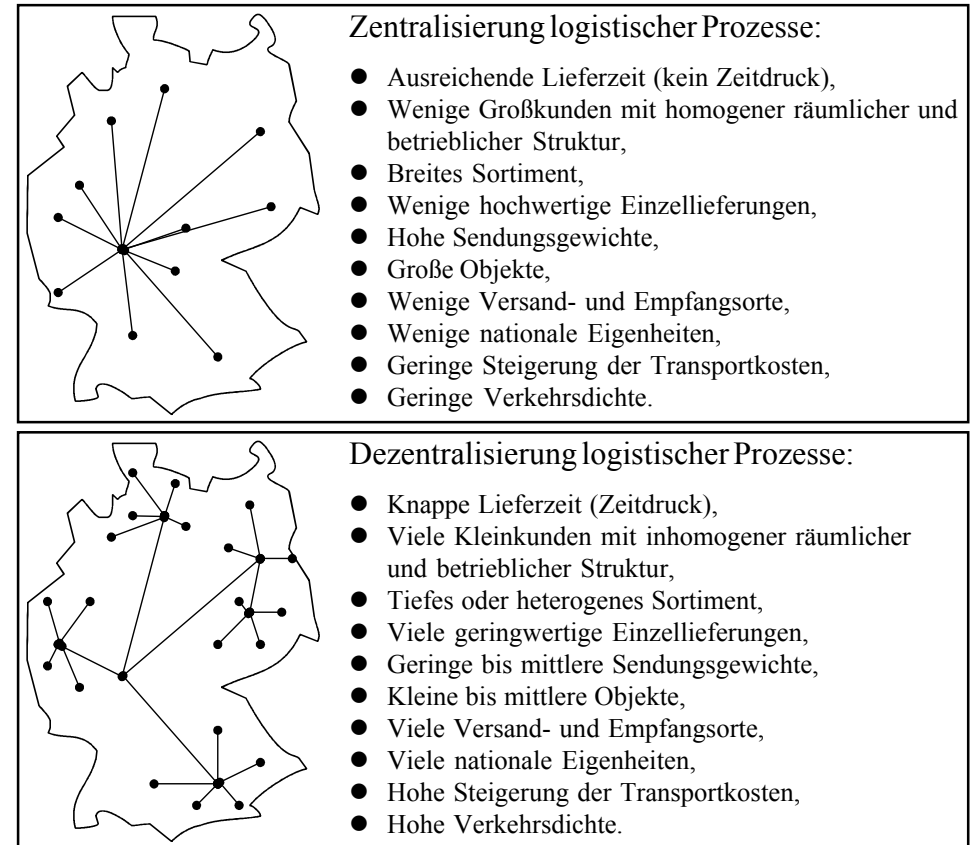 Zentralisierung logistischer Prozesse:
● Ausreichende Lieferzeit (kein Zeitdruck),
● Wenige Großkunden mit homogener räumlicher und
betrieblicher Struktur,
● Breites Sortiment,
● Wenige hochwertige Einzellieferungen,
● Hohe Sendungsgewichte,
● Große Objekte,
● Wenige Versand- und Empfangsorte,
● Wenige nationale Eigenheiten,
● Geringe Steigerung der Transportkosten,
● Geringe Verkehrsdichte.
Dezentralisierung logistischer Prozesse:
● Knappe Lieferzeit (Zeitdruck),
● Viele Kleinkunden mit inhomogener räumlicher
und betrieblicher Struktur,
● Tiefes oder heterogenes Sortiment,
● Viele geringwertige Einzellieferungen,
● Geringe bis mittlere Sendungsgewichte,
● Kleine bis mittlere Objekte,
● Viele Versand- und Empfangsorte,
● Viele nationale Eigenheiten,
● Hohe Steigerung der Transportkosten,
● Hohe Verkehrsdichte.